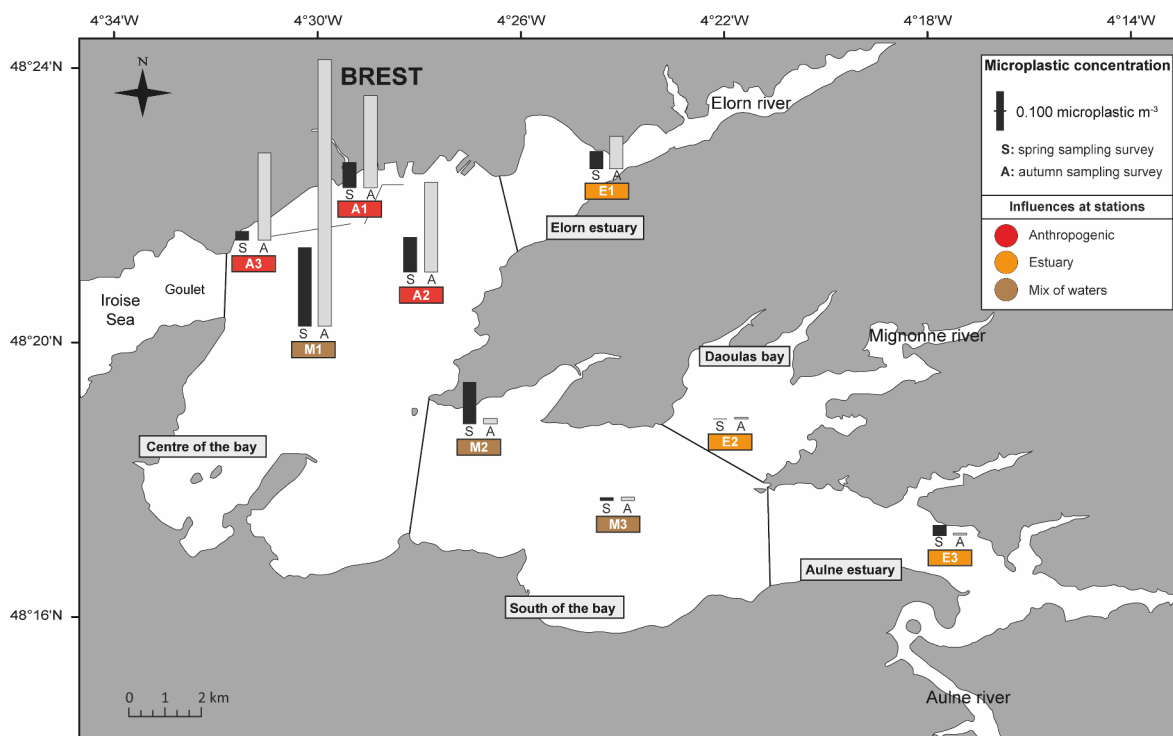 4°34'W
4°30'W
4°26'W
4°22'W
4°18'W
4°14'W
48°24'N
48°20'N
48°16'N
N
BREST
Elorn river
Microplastic concentration
0.100 microplastic m⁻³
S: spring sampling survey
A: autumn sampling survey
Influences at stations
Anthropogenic
Estuary
Mix of waters
S A
E1
S A
A1
Elorn estuary
S A
A3
S A
A2
Goulet
Iroise
Sea
S A
M1
Mignonne river
Daoulas bay
S A
M2
S A
E2
Centre of the bay
S A
M3
S A
E3
Aulne estuary
South of the bay
Aulne river
0 1 2 km